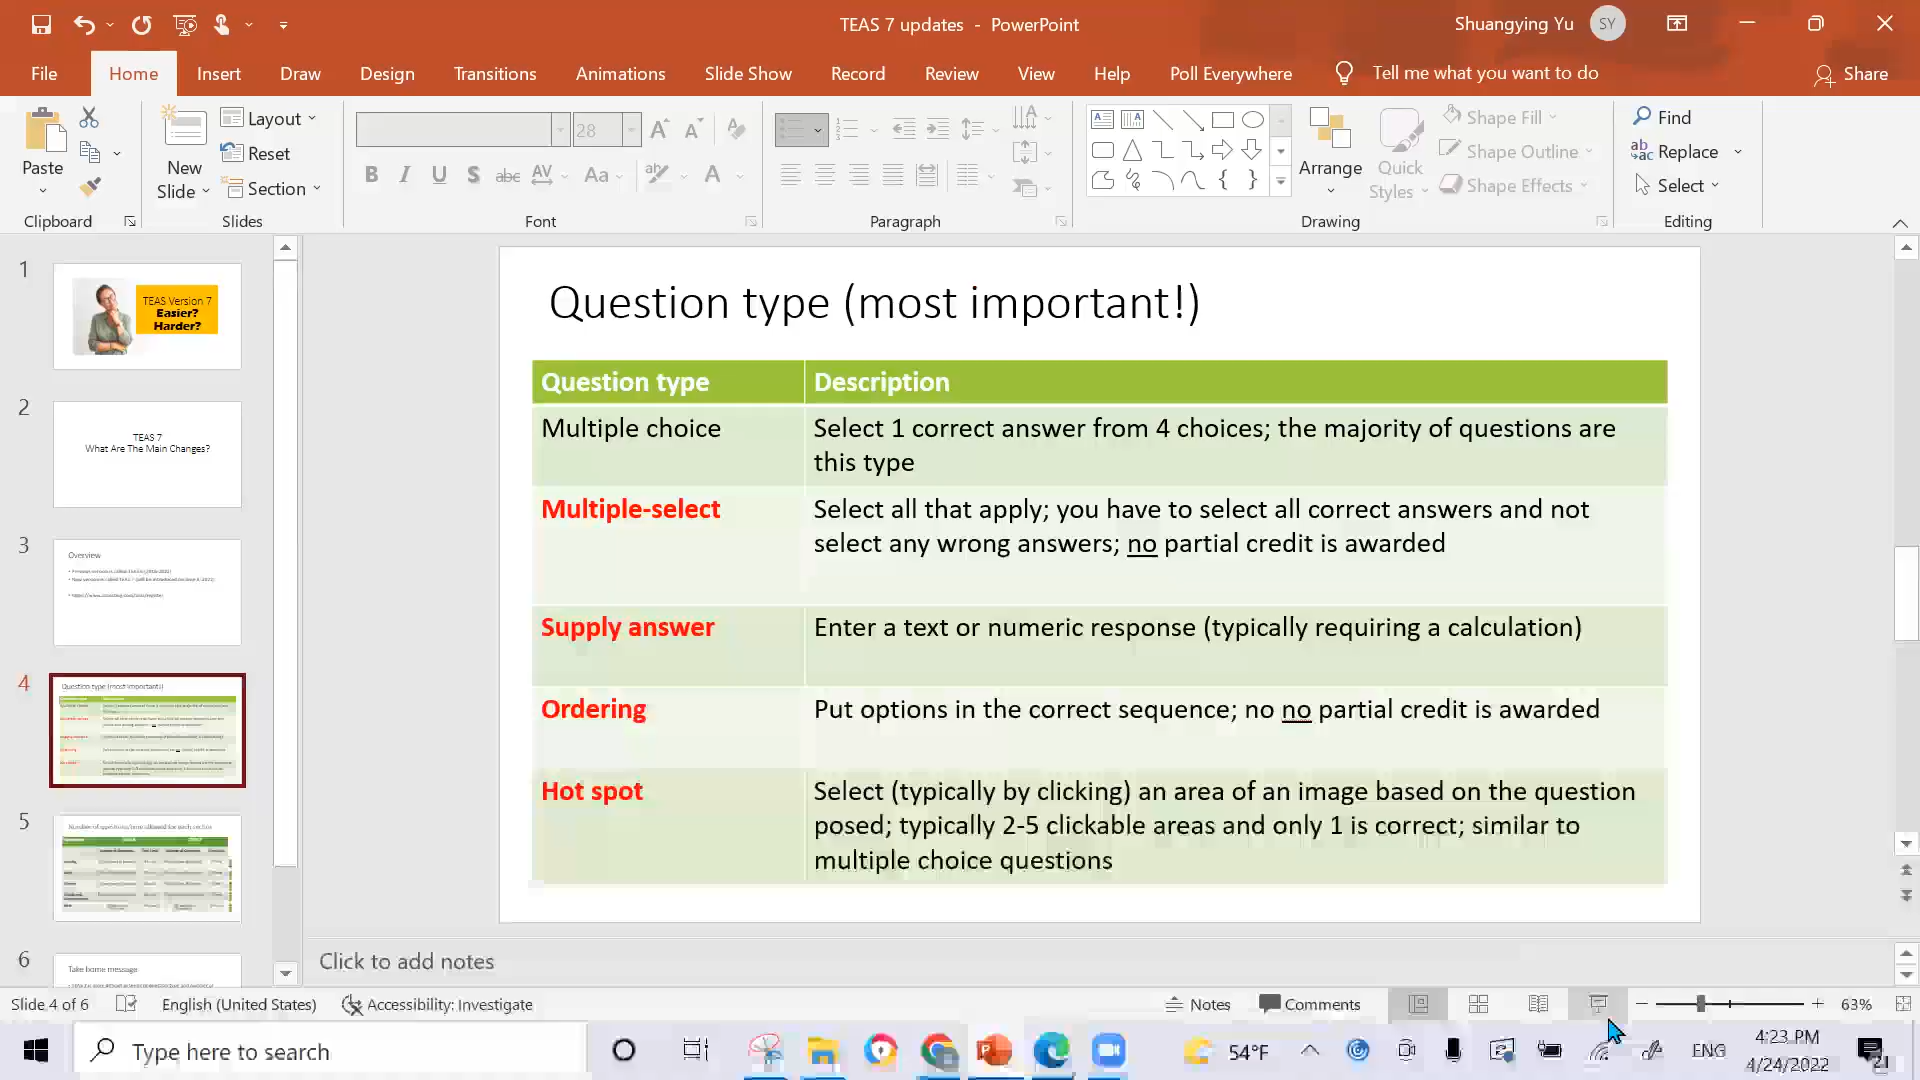 TEAS 7 updates - PowerPoint
Shuangying Yu
SY
File
Home
Insert
Draw
Design
Transitions
Animations
Slide Show
Record
Review
View
Help
Poll Everywhere
Tell me what you want to do
Share
Paste
New
Slide
Layout
Reset
Section
28
B I U S abc AV Aa A
Arrange
Quick
Styles
Shape Fill
Shape Outline
Shape Effects
Find
Replace
Select
Clipboard
Slides
Font
Paragraph
Drawing
Editing
1
TEAS Version 7
Easier?
Harder?
2
TEAS 7
What Are The Main Changes?
3
Overview
4
Question type (most important!)
5
6
Take home message
Question type (most important!)
Question type
Description
Multiple choice
Select 1 correct answer from 4 choices; the majority of questions are
this type
Multiple-select
Select all that apply; you have to select all correct answers and not
select any wrong answers; no partial credit is awarded
Supply answer
Enter a text or numeric response (typically requiring a calculation)
Ordering
Put options in the correct sequence; no no partial credit is awarded
Hot spot
Select (typically by clicking) an area of an image based on the question
posed; typically 2-5 clickable areas and only 1 is correct; similar to
multiple choice questions
Click to add notes
Slide 4 of 6
English (United States)
Accessibility: Investigate
Notes
Comments
63%
Type here to search
54°F
ENG
4:23 PM
4/24/2022
21